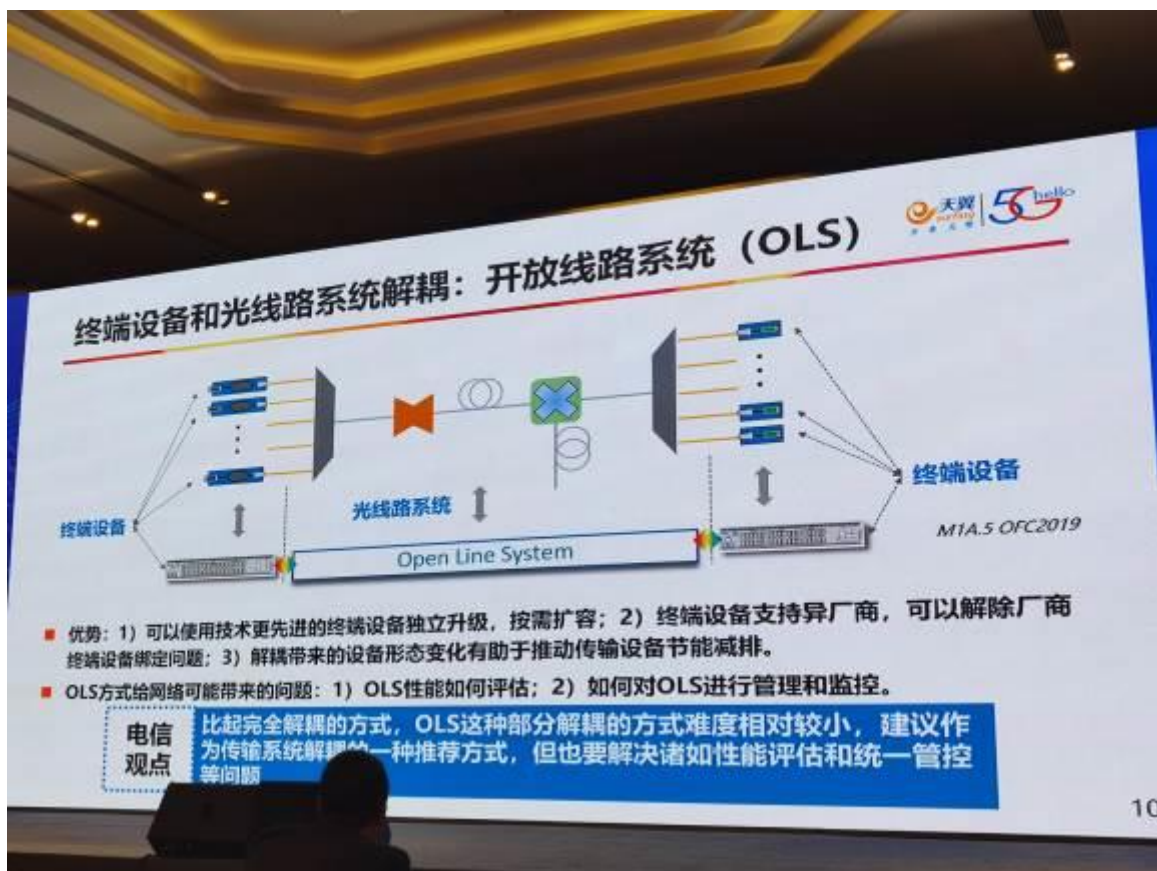 天翼
5G hello
终端设备和光线路系统解耦：开放线路系统（OLS）
终端设备
光线路系统
终端设备
Open Line System
M1A.5 OFC2019
优势：1）可以使用技术更先进的终端设备独立升级，按需扩容；2）终端设备支持异厂商，可以解除厂商
终端设备绑定问题；3）解耦带来的设备形态变化有助于推动传输设备节能减排。
OLS方式给网络可能带来的问题：1）OLS性能如何评估；2）如何对OLS进行管理和监控。
电信
观点
比起完全解耦的方式，OLS这种部分解耦的方式难度相对较小，建议作
为传输系统解耦的一种推荐方式，但也要解决诸如性能评估和统一管控
等问题
10